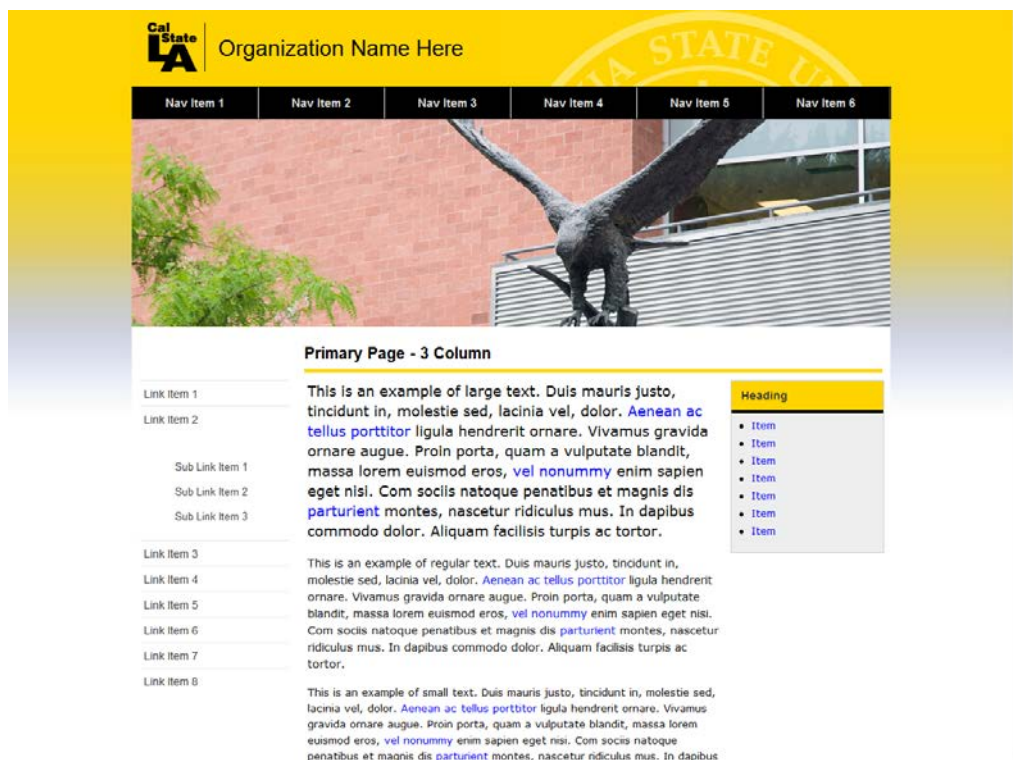 Cal
State
LA
Organization Name Here
STATE
Nav Item 1
Nav Item 2
Nav Item 3
Nav Item 4
Nav Item 5
Nav Item 6
Primary Page - 3 Column
Link Item 1
Link Item 2
Sub Link Item 1
Sub Link Item 2
Sub Link Item 3
Link Item 3
Link Item 4
Link Item 5
Link Item 6
Link Item 7
Link Item 8
This is an example of large text. Duis mauris justo,
tincidunt in, molestie sed, lacinia vel, dolor. Aenean ac
tellus porttitor ligula hendrerit ornare. Vivamus gravida
ornare augue. Proin porta, quam a vulputate blandit,
massa lorem euismod eros, vel nonummy enim sapien
eget nisi. Com sociis natoque penatibus et magnis dis
parturient montes, nascetur ridiculus mus. In dapibus
commodo dolor. Aliquam facilisis turpis ac tortor.
This is an example of regular text. Duis mauris justo, tincidunt in,
molestie sed, lacinia vel, dolor. Aenean ac tellus porttitor ligula hendrerit
ornare. Vivamus gravida ornare augue. Proin porta, quam a vulputate
blandit, massa lorem euismod eros, vel nonummy enim sapien eget nisi.
Com sociis natoque penatibus et magnis dis parturient montes, nascetur
ridiculus mus. In dapibus commodo dolor. Aliquam facilisis turpis ac
tortor.
This is an example of small text. Duis mauris justo, tincidunt in, molestie sed,
lacinia vel, dolor. Aenean ac tellus porttitor ligula hendrerit ornare. Vivamus
gravida ornare augue. Proin porta, quam a vulputate blandit, massa lorem
euismod eros, vel nonummy enim sapien eget nisi. Com sociis natoque
penatibus et magnis dis parturient montes, nascetur ridiculus mus. In dapibus
Heading
Item
Item
Item
Item
Item
Item
Item